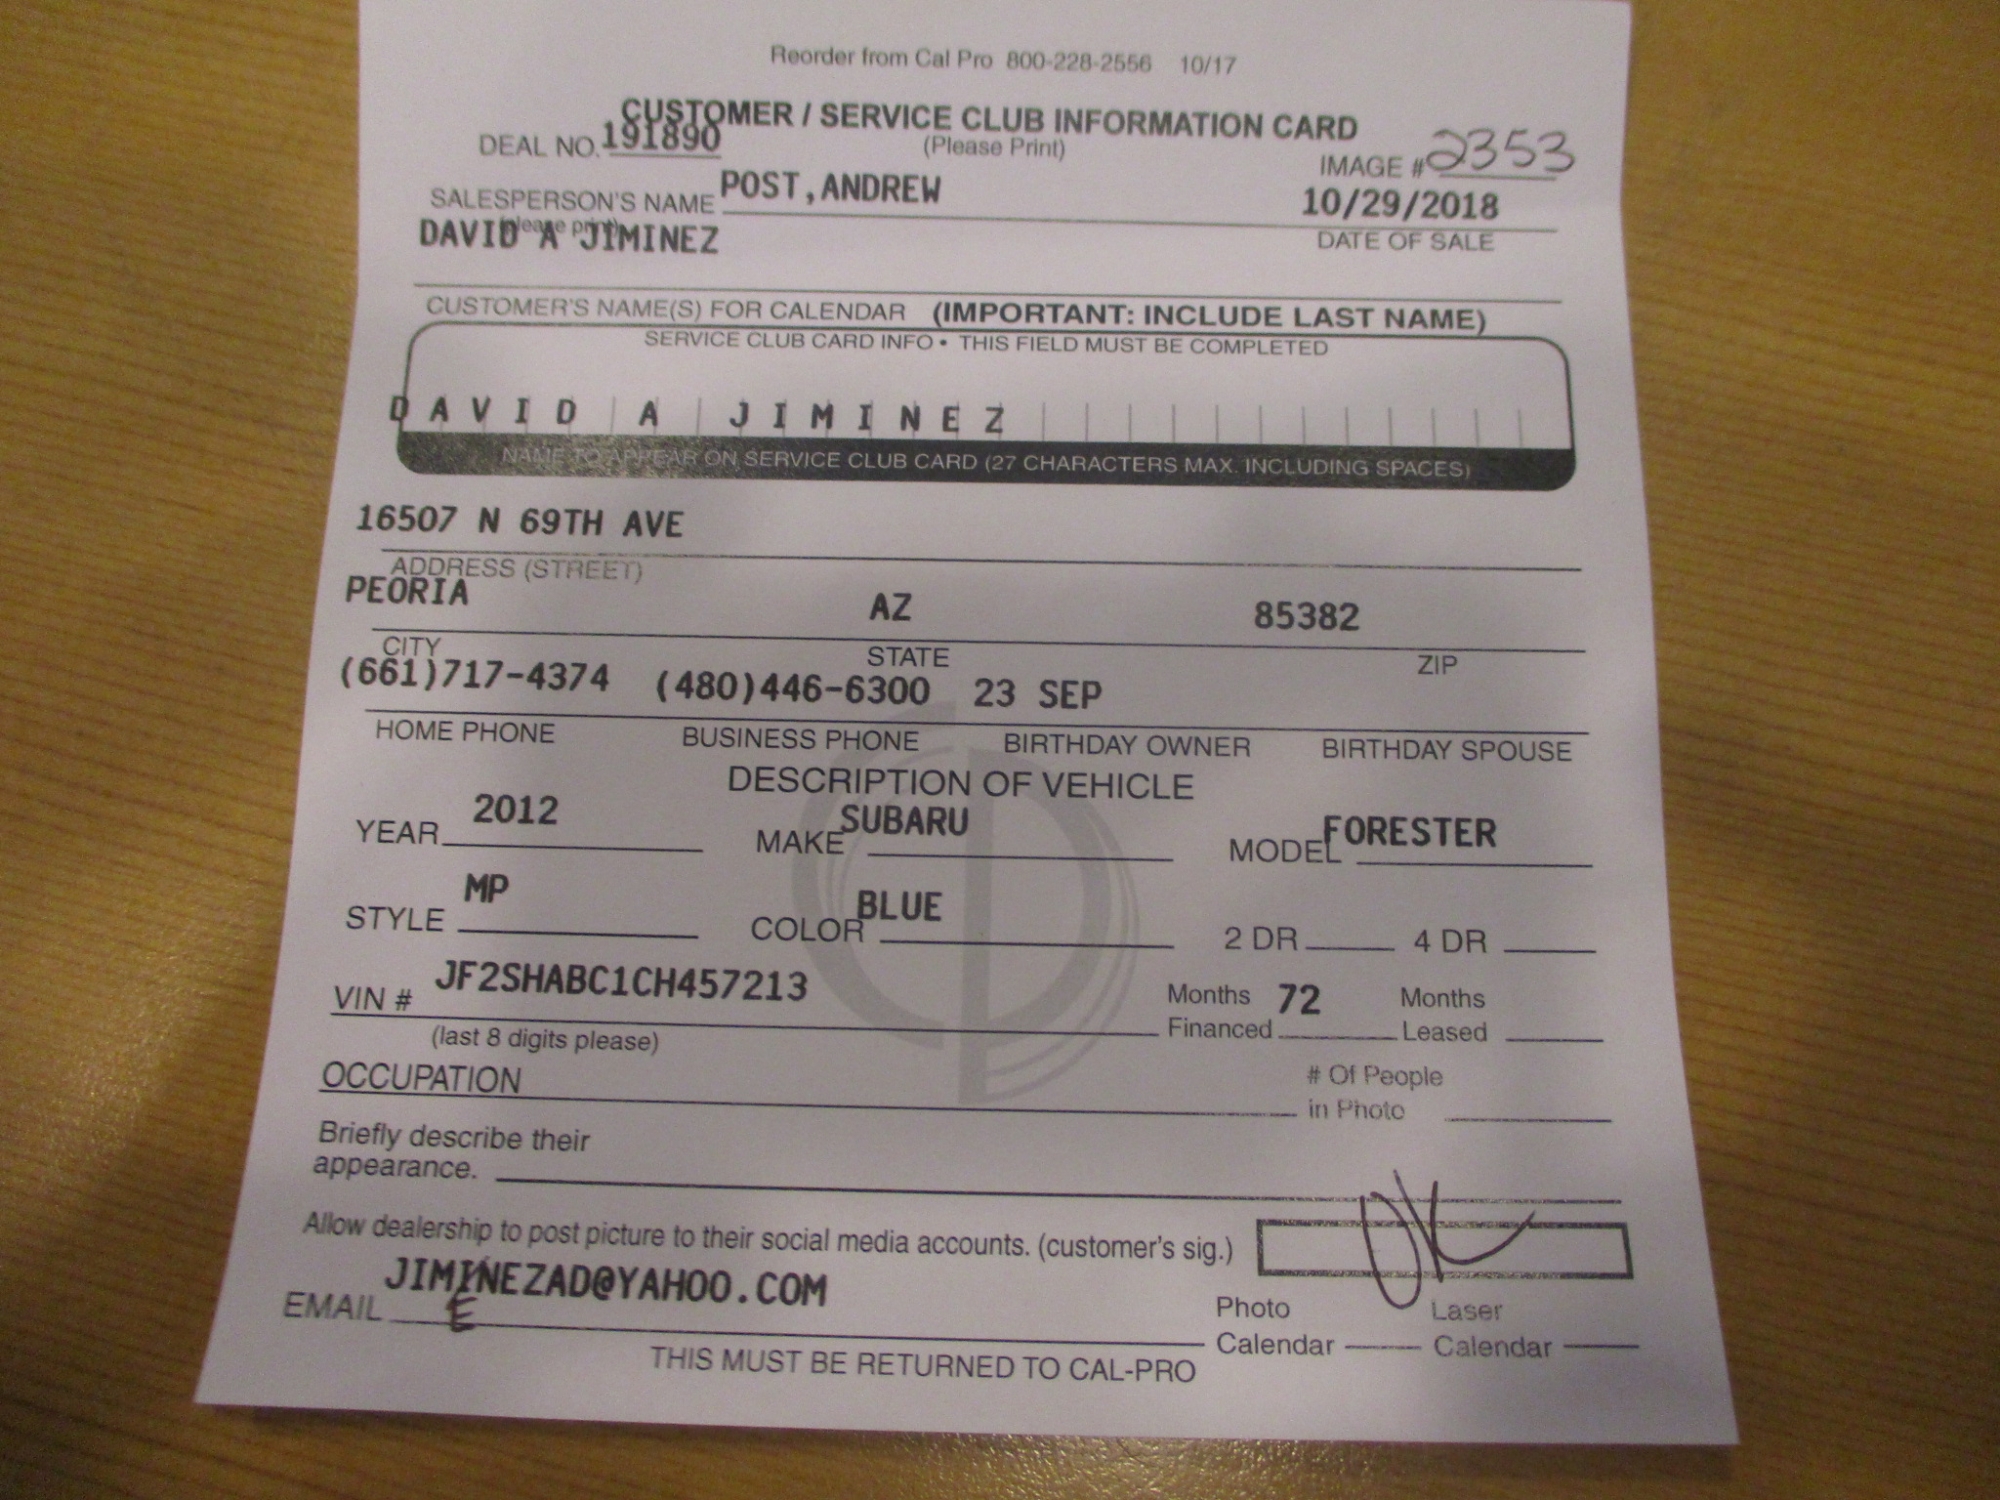 Reorder from Cal Pro 800-228-2556 10/17
CUSTOMER / SERVICE CLUB INFORMATION CARD
DEAL NO. 191890 (Please Print) IMAGE # 2353
SALESPERSON'S NAME POST, ANDREW 10/29/2018
(please print) DATE OF SALE
DAVID A JIMINEZ
CUSTOMER'S NAME(S) FOR CALENDAR (IMPORTANT: INCLUDE LAST NAME)
SERVICE CLUB CARD INFO • THIS FIELD MUST BE COMPLETED
DAVID A JIMINEZ
NAME TO APPEAR ON SERVICE CLUB CARD (27 CHARACTERS MAX. INCLUDING SPACES)
16507 N 69TH AVE
ADDRESS (STREET)
PEORIA AZ 85382
CITY STATE ZIP
(661)717-4374 (480)446-6300 23 SEP
HOME PHONE BUSINESS PHONE BIRTHDAY OWNER BIRTHDAY SPOUSE
DESCRIPTION OF VEHICLE
YEAR 2012 MAKE SUBARU MODEL FORESTER
STYLE MP COLOR BLUE 2 DR 4 DR
VIN # JF2SHABC1CH457213 Months Financed 72 Months Leased
(last 8 digits please)
OCCUPATION # Of People in Photo
Briefly describe their
appearance.
Allow dealership to post picture to their social media accounts. (customer's sig.) OK
EMAIL JIMINEZAD@YAHOO.COM
E
Photo Calendar Laser Calendar
THIS MUST BE RETURNED TO CAL-PRO